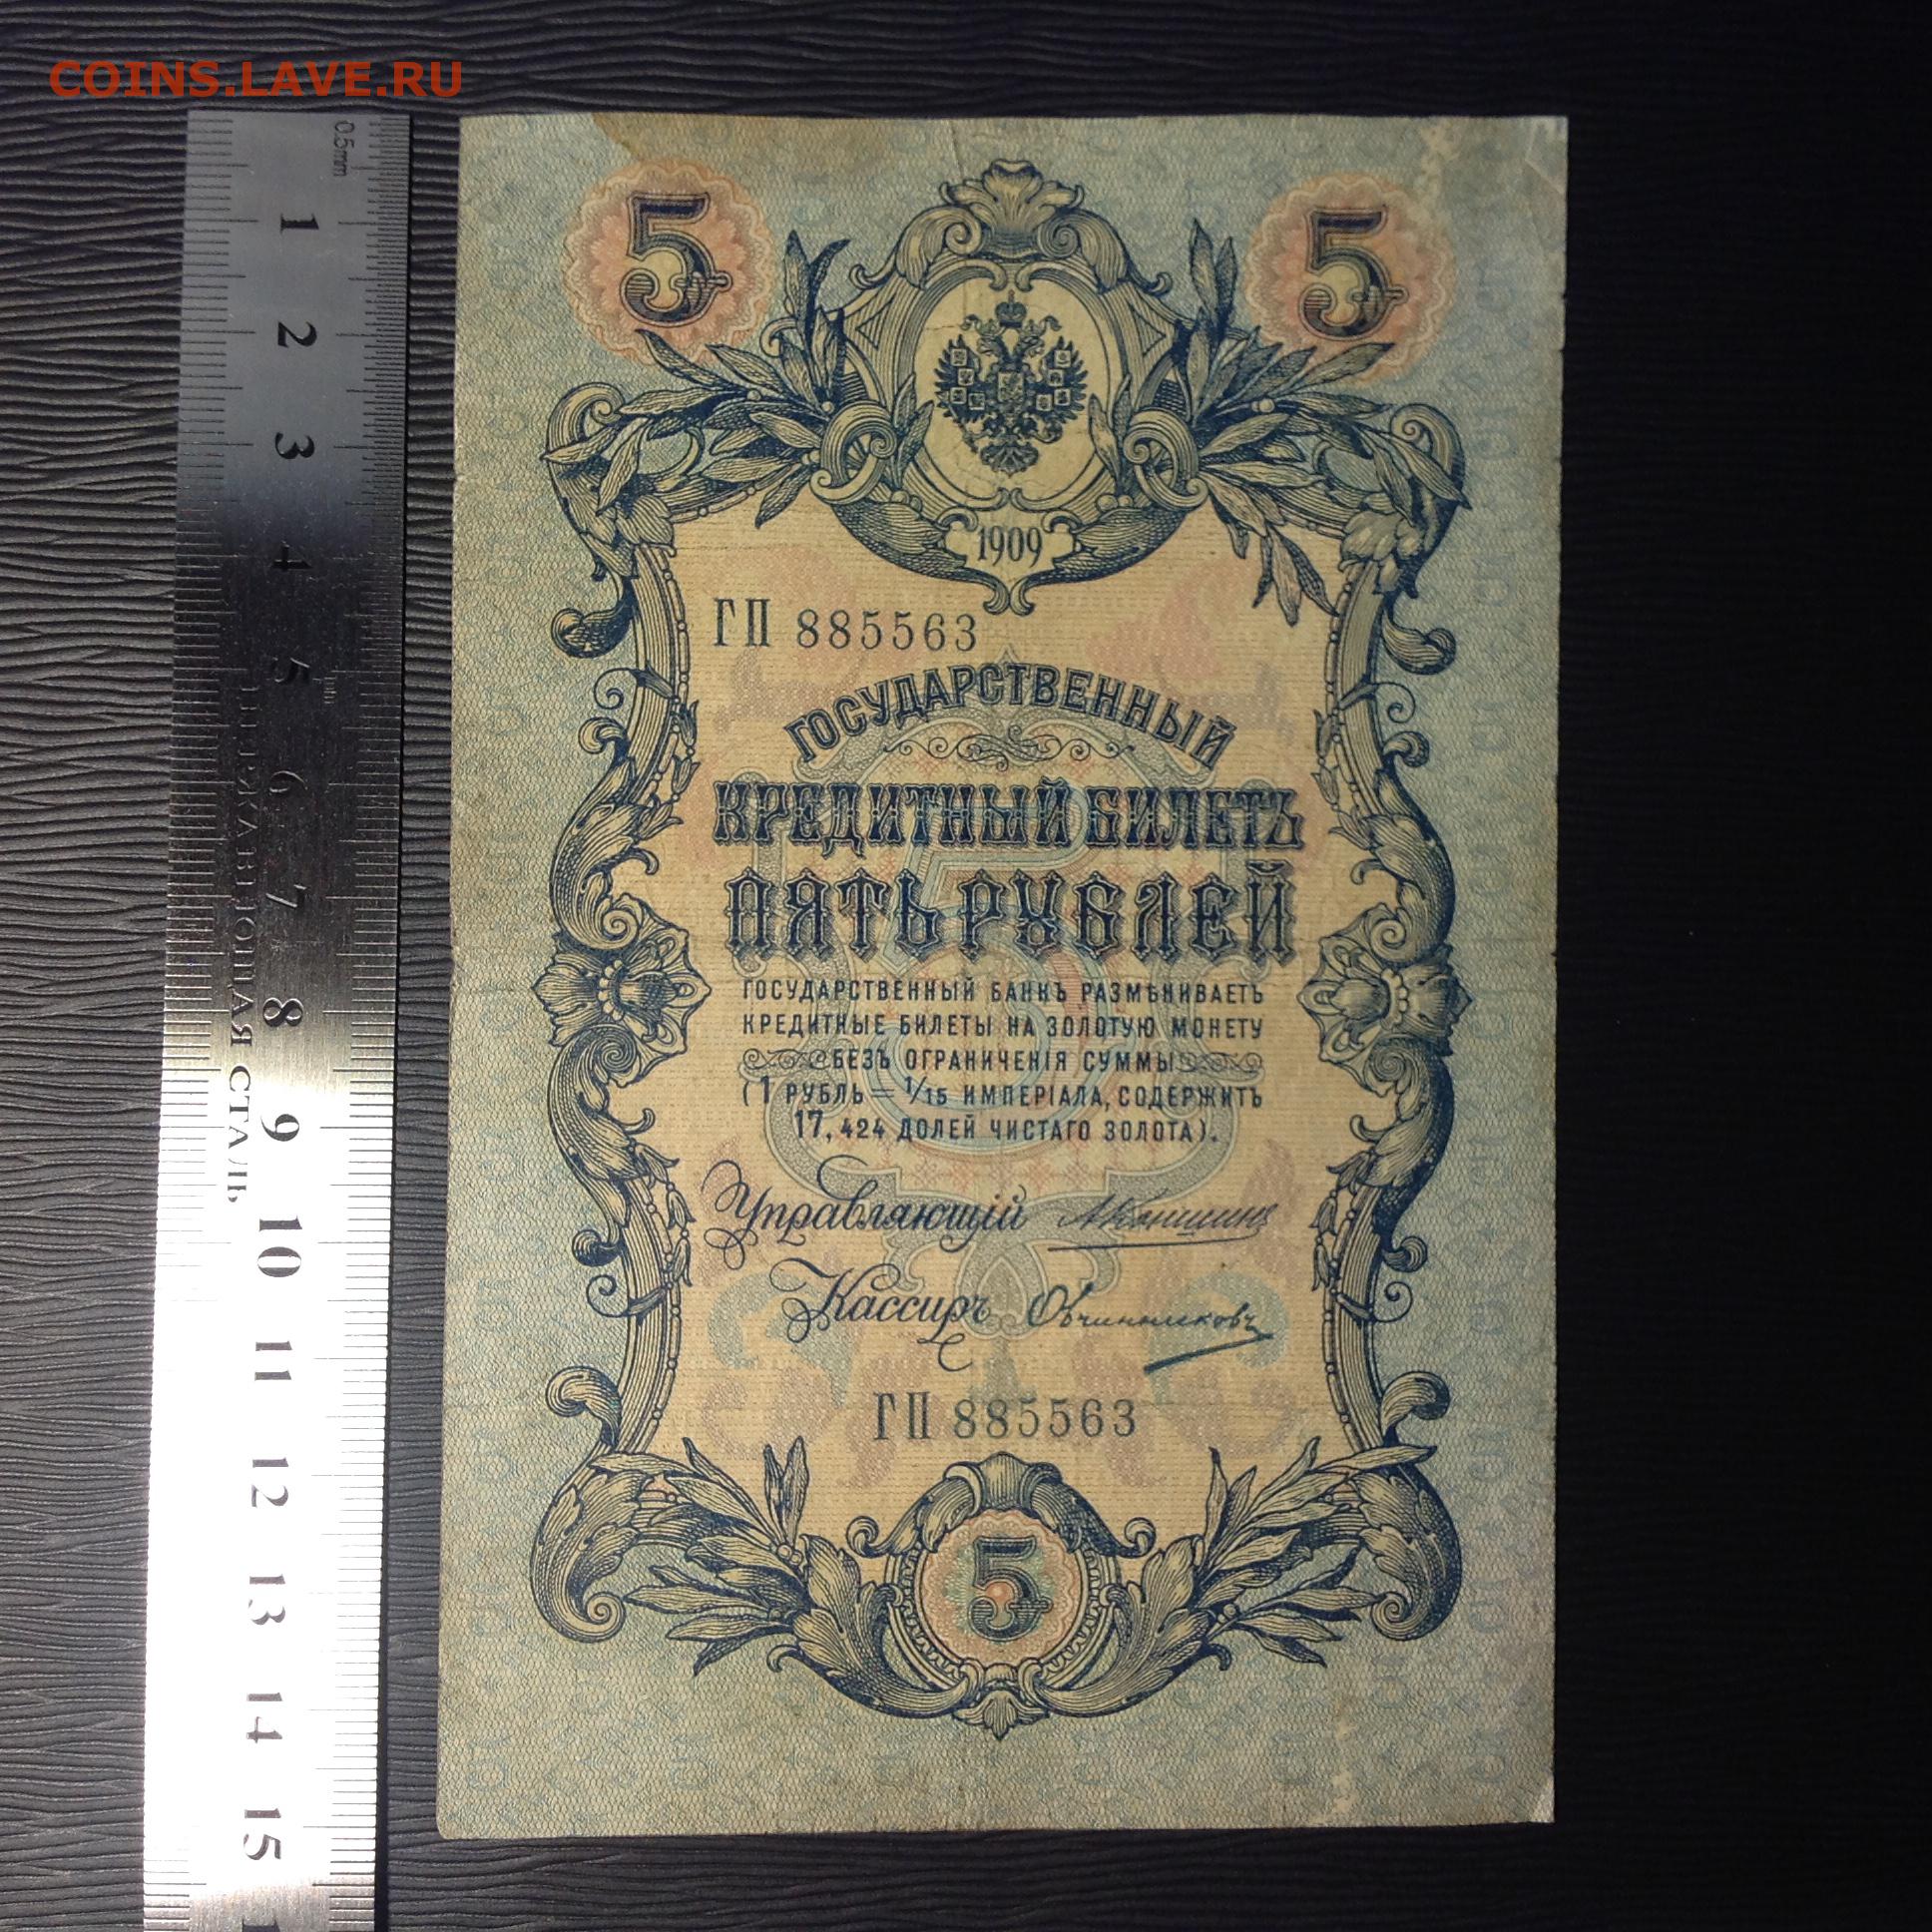 COINS.LAVE.RU
0.5mm
1
2
3
4
5
6
7
8
9
10
11
12
13
14
15
НЕРЖАВЕЮЩАЯ СТАЛЬ
5 5
1909
ГП 885563
ГОСУДАРСТВЕННЫЙ
КРЕДИТНЫЙ БИЛЕТЪ
ПЯТЬ РУБЛЕЙ
ГОСУДАРСТВЕННЫЙ БАНКЪ РАЗМѢНИВАЕТЪ
КРЕДИТНЫЕ БИЛЕТЫ НА ЗОЛОТУЮ МОНЕТУ
БЕЗЪ ОГРАНИЧЕНІЯ СУММЫ
(1 РУБЛЬ = 1/15 ИМПЕРІАЛА, СОДЕРЖИТЪ
17,424 ДОЛЕЙ ЧИСТАГО ЗОЛОТА).
Управляющій АКоншинъ
Кассиръ Овчинниковъ
ГП 885563
5